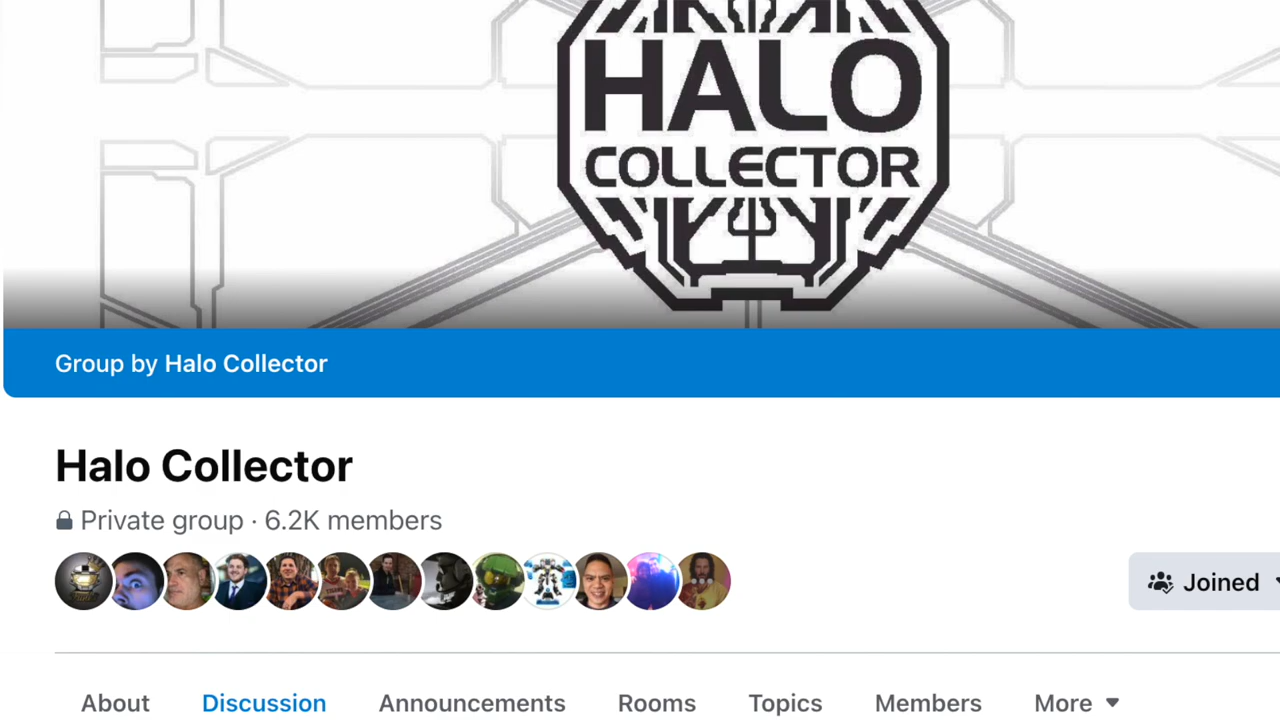 HALO
COLLECTOR
Group by Halo Collector
Halo Collector
Private group · 6.2K members
Joined
About Discussion Announcements Rooms Topics Members More